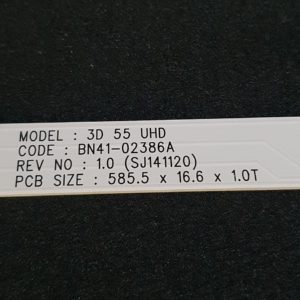 MODEL : 3D 55 UHD
CODE : BN41-02386A
REV NO : 1.0 (SJ141120)
PCB SIZE : 585.5 x 16.6 x 1.0T